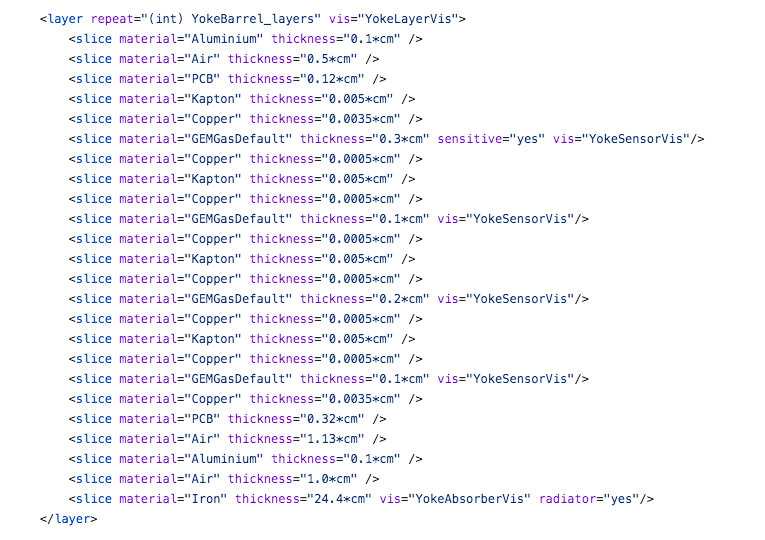 <layer repeat="(int) YokeBarrel_layers" vis="YokeLayerVis">
<slice material="Aluminium" thickness="0.1*cm" />
<slice material="Air" thickness="0.5*cm" />
<slice material="PCB" thickness="0.12*cm" />
<slice material="Kapton" thickness="0.005*cm" />
<slice material="Copper" thickness="0.0035*cm" />
<slice material="GEMGasDefault" thickness="0.3*cm" sensitive="yes" vis="YokeSensorVis"/>
<slice material="Copper" thickness="0.0005*cm" />
<slice material="Kapton" thickness="0.005*cm" />
<slice material="Copper" thickness="0.0005*cm" />
<slice material="GEMGasDefault" thickness="0.1*cm" vis="YokeSensorVis"/>
<slice material="Copper" thickness="0.0005*cm" />
<slice material="Kapton" thickness="0.005*cm" />
<slice material="Copper" thickness="0.0005*cm" />
<slice material="GEMGasDefault" thickness="0.2*cm" vis="YokeSensorVis"/>
<slice material="Copper" thickness="0.0005*cm" />
<slice material="Kapton" thickness="0.005*cm" />
<slice material="Copper" thickness="0.0005*cm" />
<slice material="GEMGasDefault" thickness="0.1*cm" vis="YokeSensorVis"/>
<slice material="Copper" thickness="0.0035*cm" />
<slice material="PCB" thickness="0.32*cm" />
<slice material="Air" thickness="1.13*cm" />
<slice material="Aluminium" thickness="0.1*cm" />
<slice material="Air" thickness="1.0*cm" />
<slice material="Iron" thickness="24.4*cm" vis="YokeAbsorberVis" radiator="yes"/>
</layer>